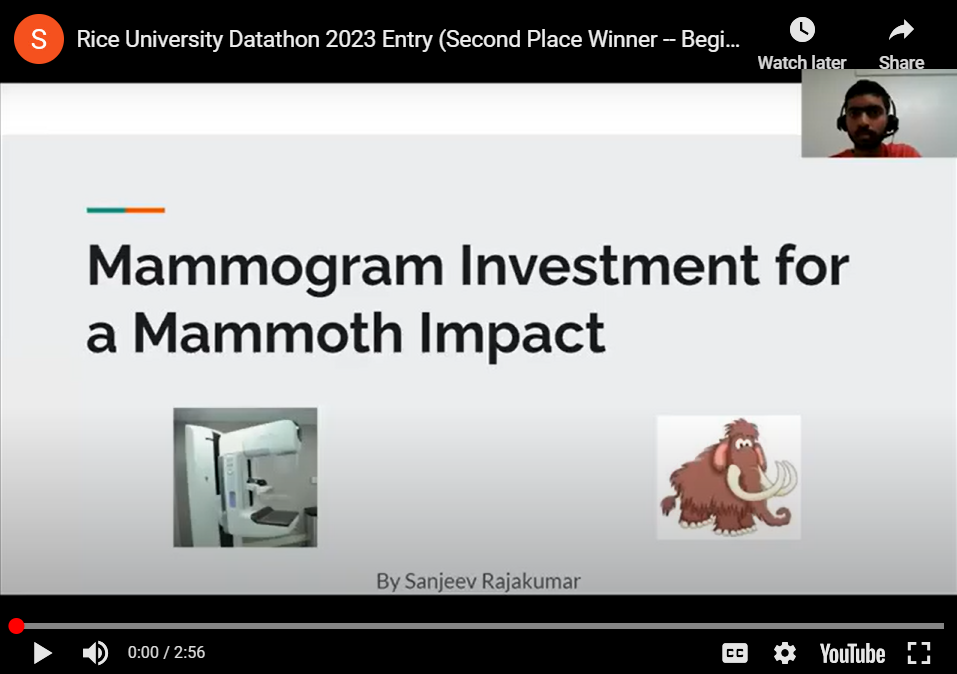 S
Rice University Datathon 2023 Entry (Second Place Winner -- Begi...
Watch later
Share
Mammogram Investment for
a Mammoth Impact
By Sanjeev Rajakumar
0:00 / 2:56
CC
YouTube